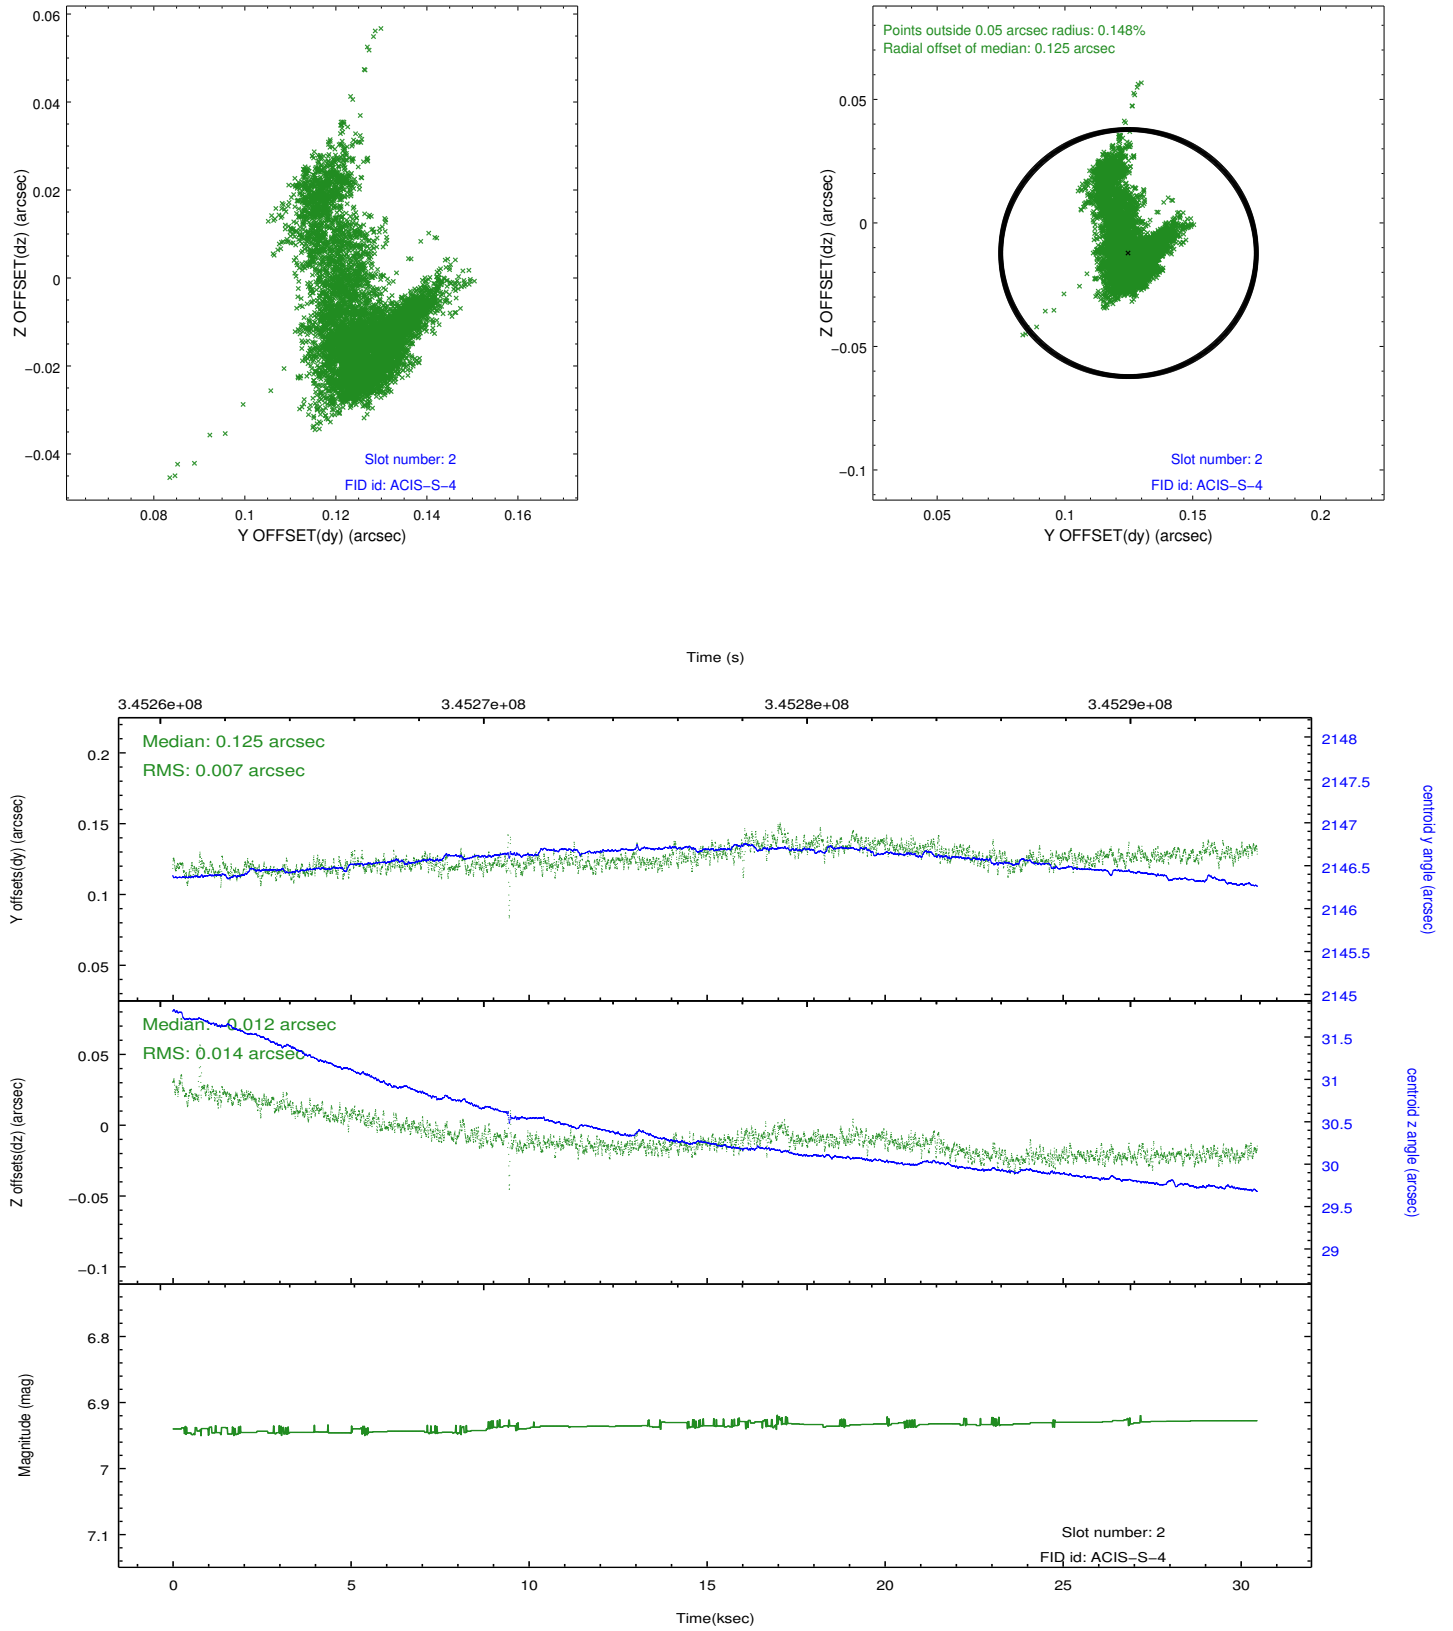 0.06
0.04
0.02
0
−0.02
−0.04
Z OFFSET(dz) (arcsec)
Slot number: 2
FID id: ACIS−S−4
0.08 0.1 0.12 0.14 0.16
Y OFFSET(dy) (arcsec)
Points outside 0.05 arcsec radius: 0.148%
Radial offset of median: 0.125 arcsec
0.05
0
−0.05
−0.1
Z OFFSET(dz) (arcsec)
Slot number: 2
FID id: ACIS−S−4
0.05 0.1 0.15 0.2
Y OFFSET(dy) (arcsec)
Time (s)
3.4526e+08 3.4527e+08 3.4528e+08 3.4529e+08
Median: 0.125 arcsec
RMS: 0.007 arcsec
0.2
0.15
0.1
0.05
Y offsets(dy) (arcsec)
2148
2147.5
2147
2146.5
2146
2145.5
2145
centroid y angle (arcsec)
Median: −0.012 arcsec
RMS: 0.014 arcsec
0.05
0
−0.05
−0.1
Z offsets(dz) (arcsec)
31.5
31
30.5
30
29.5
29
centroid z angle (arcsec)
6.8
6.9
7
7.1
Magnitude (mag)
Slot number: 2
FID id: ACIS−S−4
0 5 10 15 20 25 30
Time(ksec)